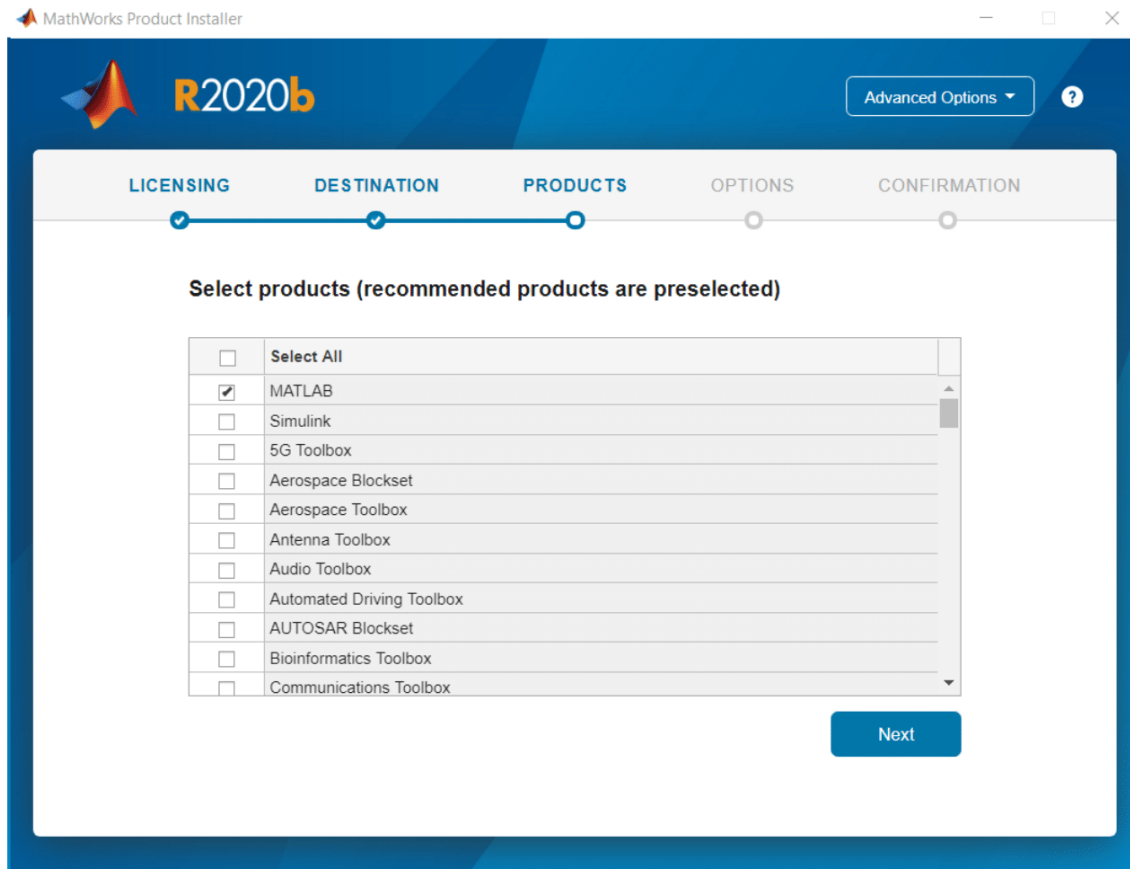 MathWorks Product Installer
R2020b
Advanced Options
?
LICENSING DESTINATION PRODUCTS OPTIONS CONFIRMATION
Select products (recommended products are preselected)
Select All
MATLAB
Simulink
5G Toolbox
Aerospace Blockset
Aerospace Toolbox
Antenna Toolbox
Audio Toolbox
Automated Driving Toolbox
AUTOSAR Blockset
Bioinformatics Toolbox
Communications Toolbox
Next